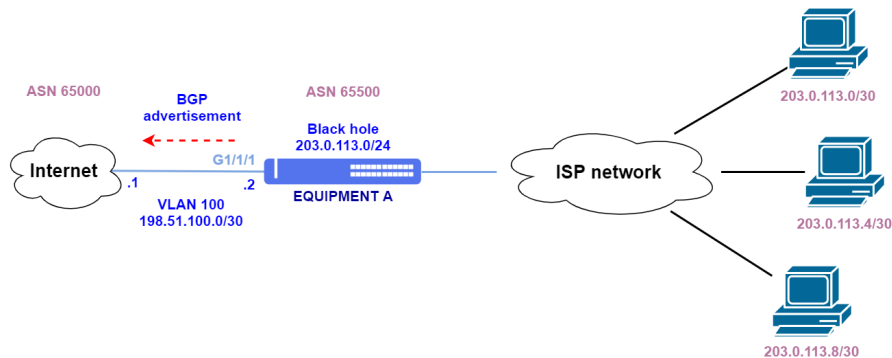 ASN 65000
BGP
advertisement
ASN 65500
Black hole
203.0.113.0/24
Internet
G1/1/1
.1
.2
VLAN 100
198.51.100.0/30
EQUIPMENT A
ISP network
203.0.113.0/30
203.0.113.4/30
203.0.113.8/30